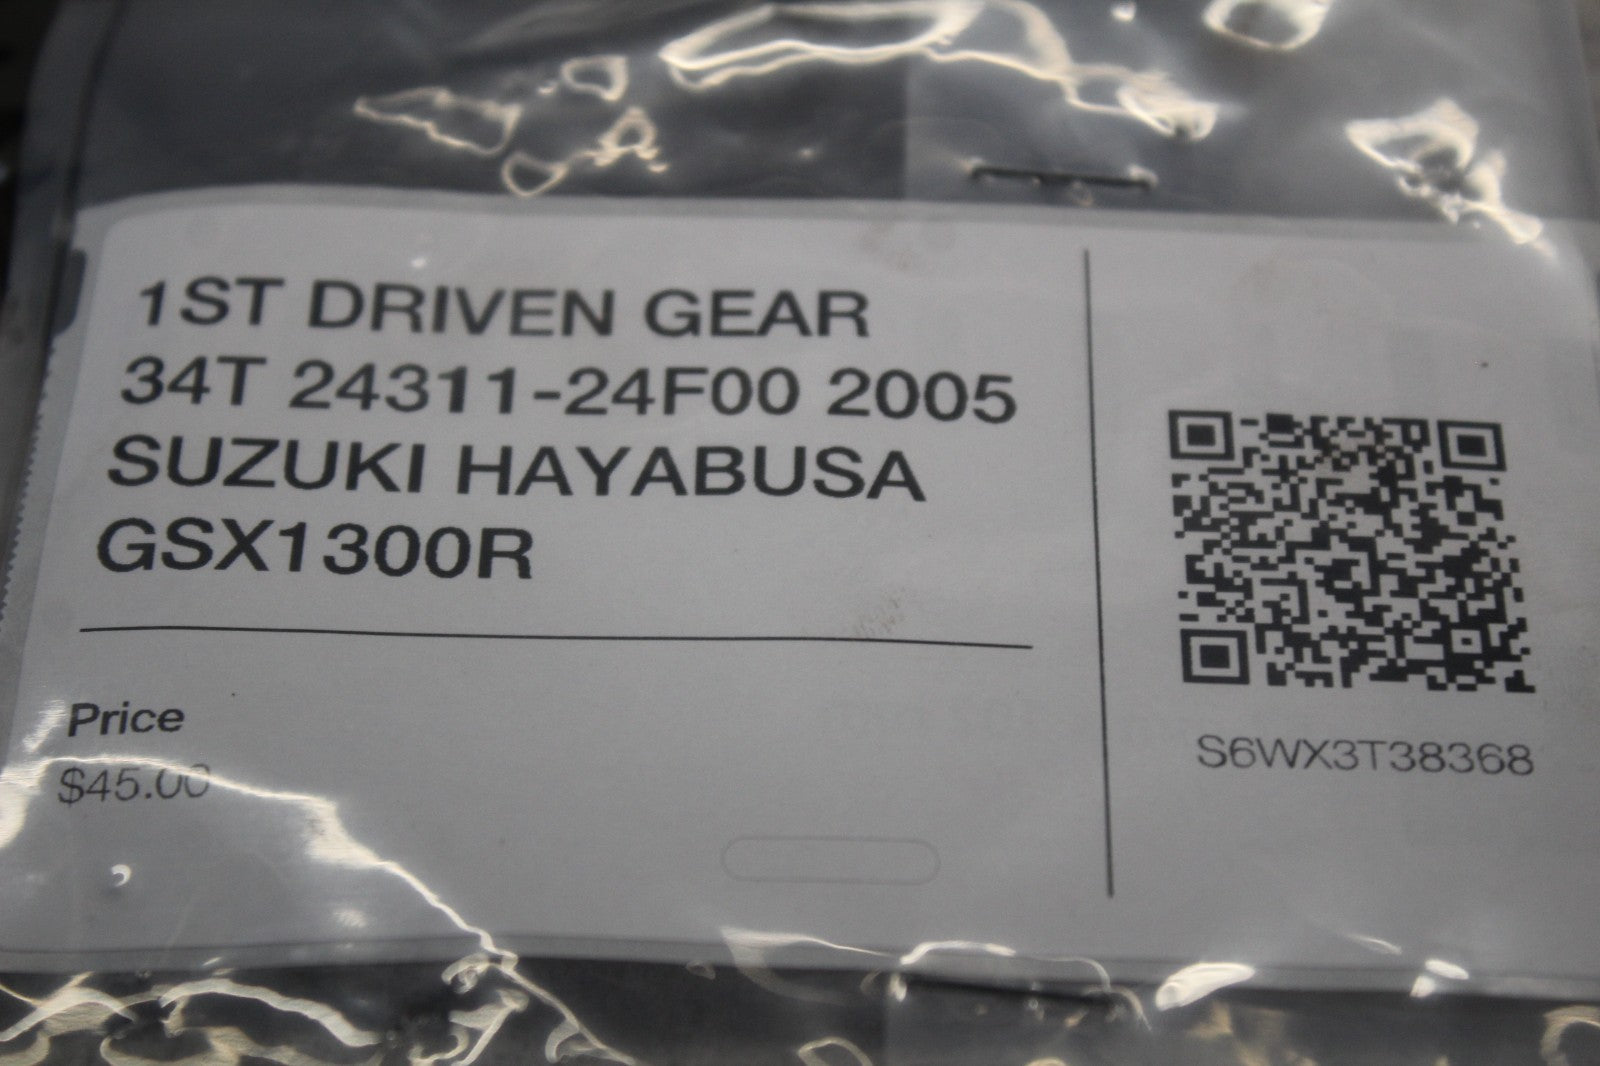 1ST DRIVEN GEAR
34T 24311-24F00 2005
SUZUKI HAYABUSA
GSX1300R
Price
$45.00
S6WX3T38368